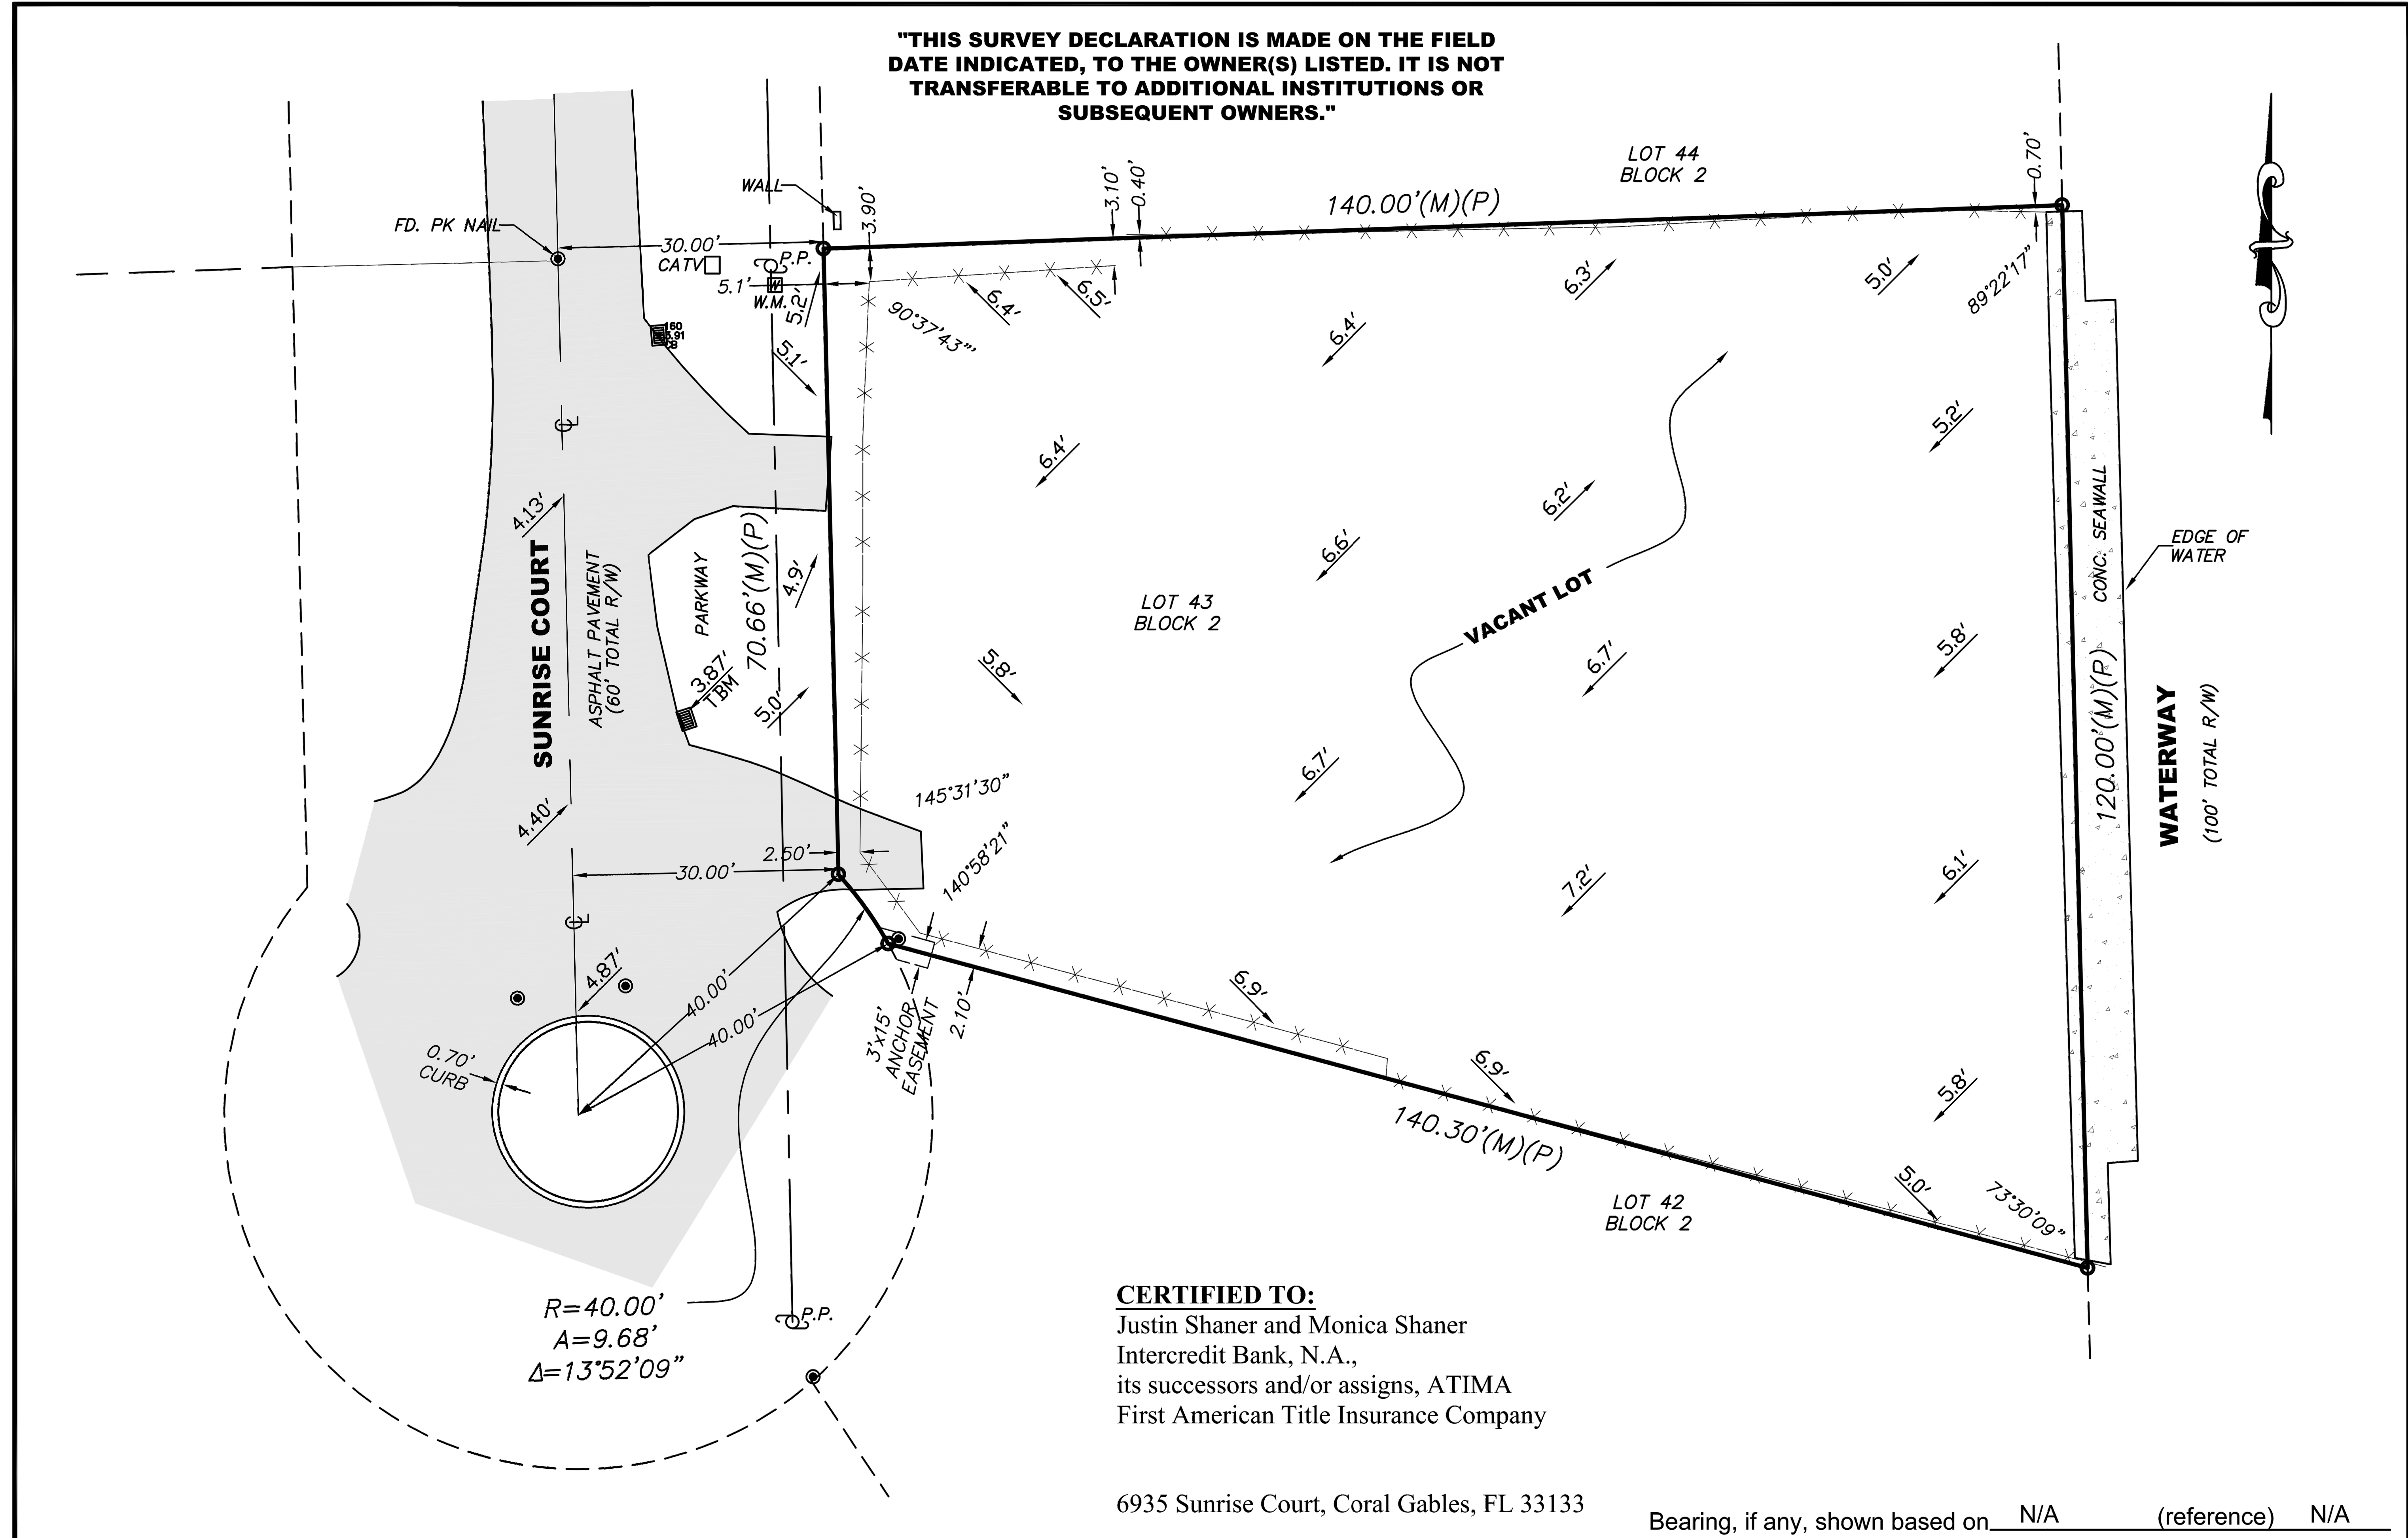 "THIS SURVEY DECLARATION IS MADE ON THE FIELD
DATE INDICATED, TO THE OWNER(S) LISTED. IT IS NOT
TRANSFERABLE TO ADDITIONAL INSTITUTIONS OR
SUBSEQUENT OWNERS."
LOT 44
BLOCK 2
0.70'
WALL
3.90'
3.10'
0.40'
140.00'(M)(P)
FD. PK NAIL
30.00'
CATV
P.P.
5.1'
W
W.M.
5.2'
90°37'43"'
6.4'
6.5'
6.3'
5.0'
89°22'17"
160
CB
5.1'
6.4'
6.4'
5.2'
℄
6.2'
4.13'
SUNRISE COURT
ASPHALT PAVEMENT
(60' TOTAL R/W)
PARKWAY
70.66'(M)(P)
4.9'
6.6'
CONC. SEAWALL
EDGE OF
WATER
LOT 43
BLOCK 2
VACANT LOT
3.87'
TBM
5.0'
5.8'
6.7'
5.8'
120.00'(M)(P)
WATERWAY
(100' TOTAL R/W)
6.7'
145°31'30"
4.40'
2.50'
30.00'
140°58'21"
7.2'
6.1'
℄
4.87'
40.00'
40.00'
3'x15'
ANCHOR
EASEMENT
2.10'
6.9'
0.70'
CURB
6.9'
5.8'
140.30'(M)(P)
5.0'
73°30'09"
LOT 42
BLOCK 2
R=40.00'
A=9.68'
Δ=13°52'09"
P.P.
CERTIFIED TO:
Justin Shaner and Monica Shaner
Intercredit Bank, N.A.,
its successors and/or assigns, ATIMA
First American Title Insurance Company
6935 Sunrise Court, Coral Gables, FL 33133
Bearing, if any, shown based on N/A (reference) N/A